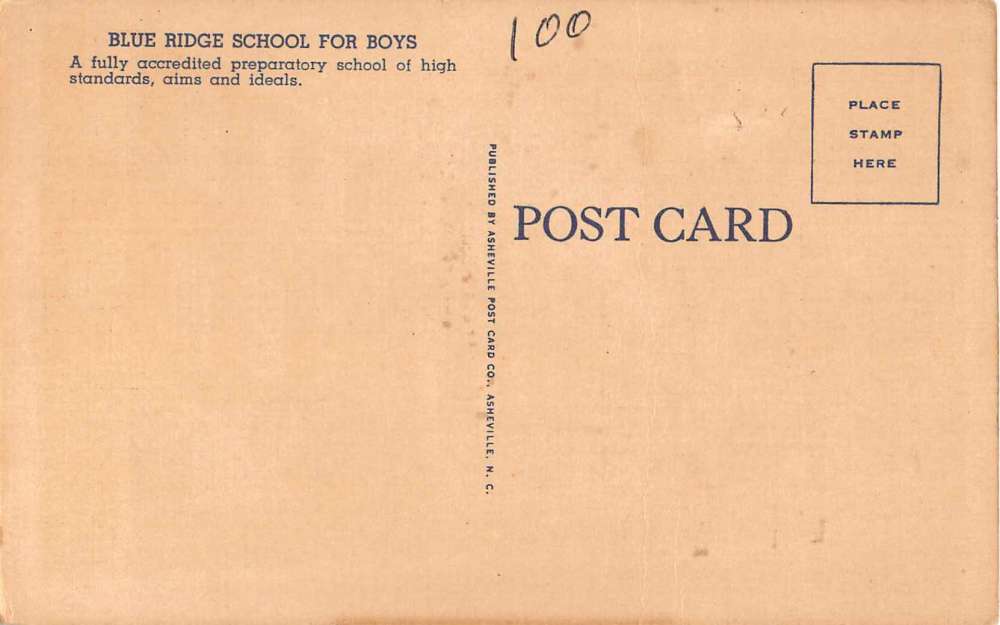 BLUE RIDGE SCHOOL FOR BOYS
A fully accredited preparatory school of high
standards, aims and ideals.
100
PUBLISHED BY ASHEVILLE POST CARD CO., ASHEVILLE, N. C.
POST CARD
PLACE
STAMP
HERE